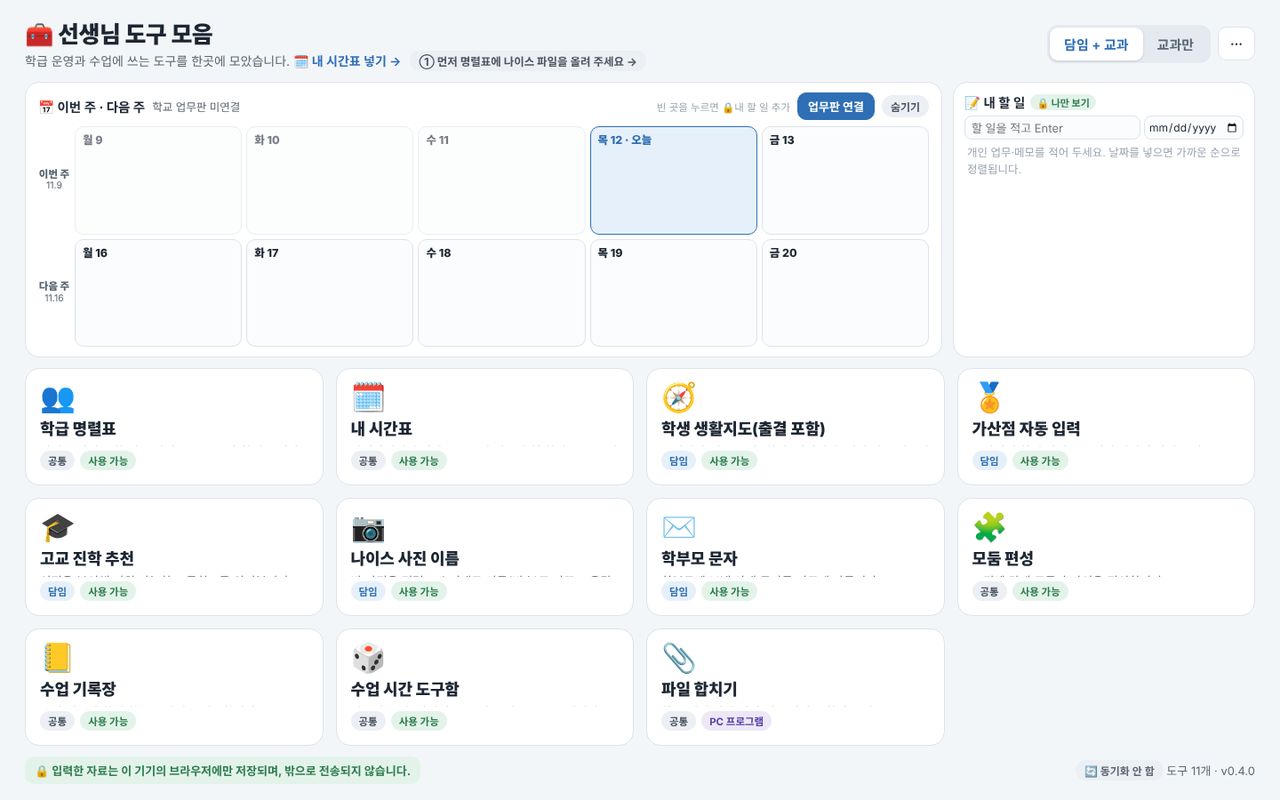 선생님 도구 모음
학급 운영과 수업에 쓰는 도구를 한곳에 모았습니다. 내 시간표 넣기 → ① 먼저 명렬표에 나이스 파일을 올려 주세요 →
담임 + 교과 교과만 ⋯
이번 주 · 다음 주 학교 업무판 미연결 빈 곳을 누르면 🔒내 할 일 추가 업무판 연결 숨기기
이번 주
11.9
월 9
화 10
수 11
목 12 · 오늘
금 13
다음 주
11.16
월 16
화 17
수 18
목 19
금 20
내 할 일 🔒 나만 보기
할 일을 적고 Enter mm/dd/yyyy
개인 업무·메모를 적어 두세요. 날짜를 넣으면 가까운 순으로
정렬됩니다.
학급 명렬표
공통 사용 가능
내 시간표
공통 사용 가능
학생 생활지도(출결 포함)
담임 사용 가능
가산점 자동 입력
담임 사용 가능
고교 진학 추천
담임 사용 가능
나이스 사진 이름
담임 사용 가능
학부모 문자
담임 사용 가능
모둠 편성
공통 사용 가능
수업 기록장
공통 사용 가능
수업 시간 도구함
공통 사용 가능
파일 합치기
공통 PC 프로그램
🔒 입력한 자료는 이 기기의 브라우저에만 저장되며, 밖으로 전송되지 않습니다.
🔄 동기화 안 함 도구 11개 · v0.4.0